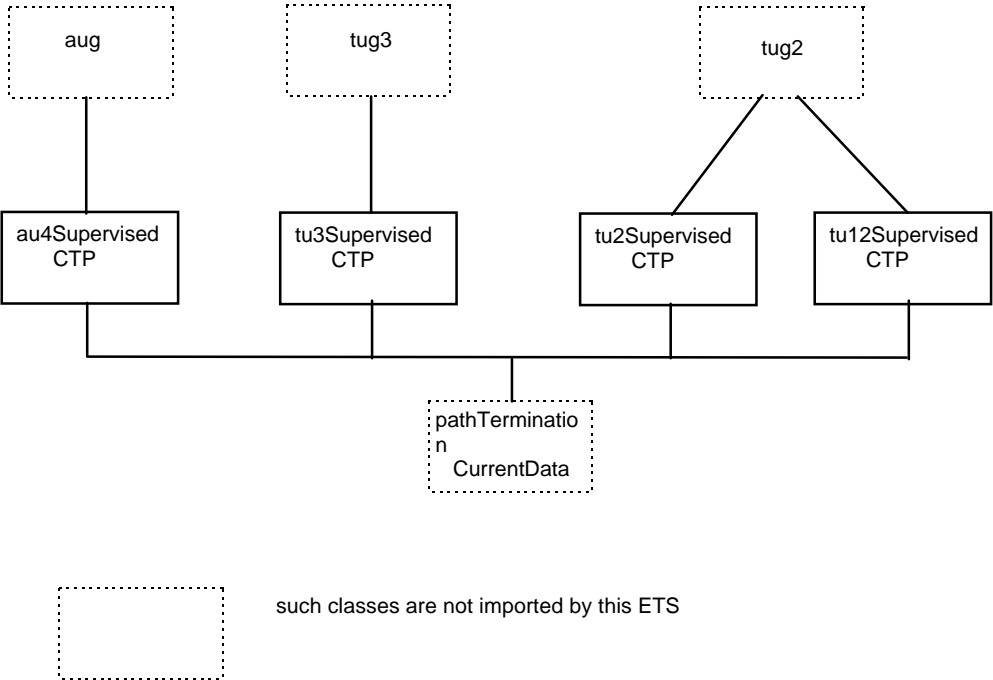 aug
tug3
tug2
au4Supervised
CTP
tu3Supervised
CTP
tu2Supervised
CTP
tu12Supervised
CTP
pathTerminatio
n
CurrentData
such classes are not imported by this ETS